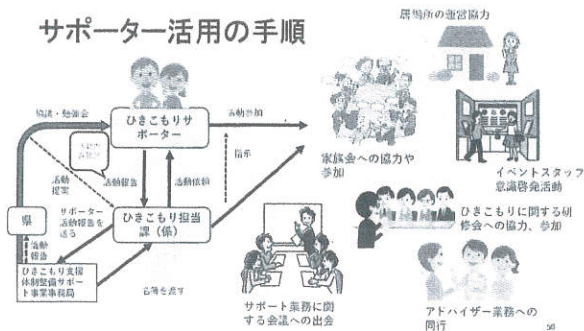 サポーター活用の手順
居場所の運営協力
協議・勉強会
ひきこもりサ
ポーター
活動参加
活動
提案
活動報告
活動依頼
指示
家族会への協力や
参加
イベントスタッフ
意識啓発活動
県
サポーター
活動報告を
送る
ひきこもり担当
課（係）
ひきこもりに関する研
修会への協力、参加
活動
報告
ひきこもり支援
体制整備サポー
ト事業事務局
名簿を渡す
サポート業務に関
する会議への出会
アドバイザー業務への
同行